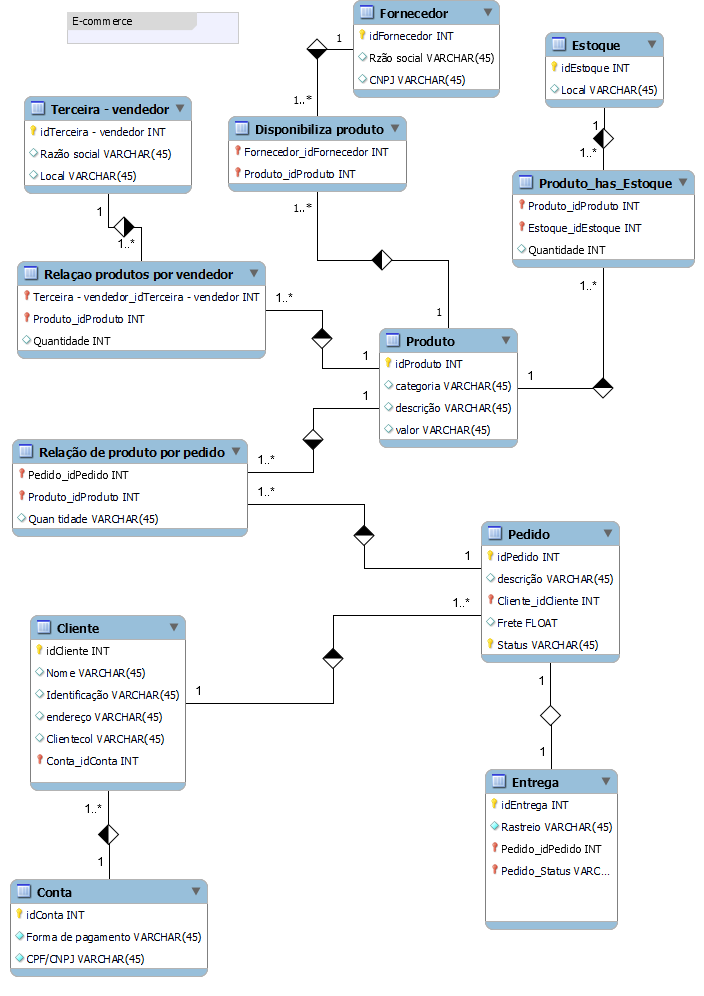 E-commerce
Fornecedor
idFornecedor INT
Rzão social VARCHAR(45)
CNPJ VARCHAR(45)
1
1..*
Estoque
idEstoque INT
Local VARCHAR(45)
1
1..*
Terceira - vendedor
idTerceira - vendedor INT
Razão social VARCHAR(45)
Local VARCHAR(45)
1
1..*
Disponibiliza produto
Fornecedor_idFornecedor INT
Produto_idProduto INT
1..*
1
Produto_has_Estoque
Produto_idProduto INT
Estoque_idEstoque INT
Quantidade INT
1..*
1
Relaçao produtos por vendedor
Terceira - vendedor_idTerceira - vendedor INT
Produto_idProduto INT
Quantidade INT
1..*
1
Produto
idProduto INT
categoria VARCHAR(45)
descrição VARCHAR(45)
valor VARCHAR(45)
1
1..*
Relação de produto por pedido
Pedido_idPedido INT
Produto_idProduto INT
Quan tidade VARCHAR(45)
1..*
1
Pedido
idPedido INT
descrição VARCHAR(45)
Cliente_idCliente INT
Frete FLOAT
Status VARCHAR(45)
1..*
1
Cliente
idCliente INT
Nome VARCHAR(45)
Identificação VARCHAR(45)
endereço VARCHAR(45)
Clientecol VARCHAR(45)
Conta_idConta INT
1
1
Entrega
idEntrega INT
Rastreio VARCHAR(45)
Pedido_idPedido INT
Pedido_Status VARC...
1..*
1
Conta
idConta INT
Forma de pagamento VARCHAR(45)
CPF/CNPJ VARCHAR(45)